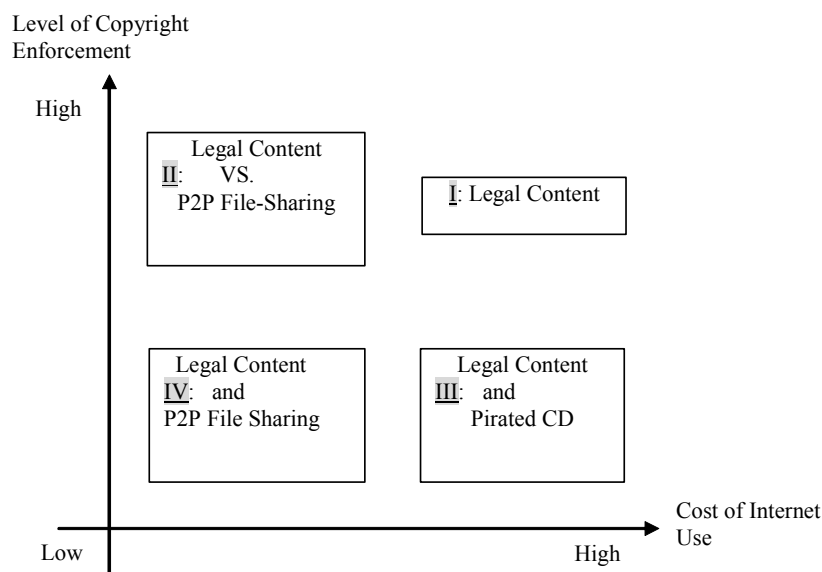 Level of Copyright
Enforcement
High
Legal Content
II: VS.
P2P File-Sharing
I: Legal Content
Legal Content
IV: and
P2P File Sharing
Legal Content
III: and
Pirated CD
Cost of Internet
Use
Low
High